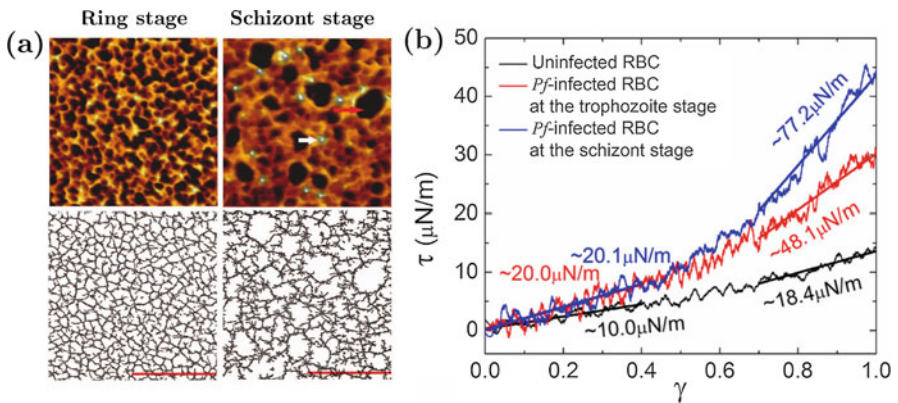 Ring stage Schizont stage
(a)
(b)
50
40
30
20
10
0
τ (μN/m)
Uninfected RBC
Pf-infected RBC
at the trophozoite stage
Pf-infected RBC
at the schizont stage
~77.2μN/m
~48.1μN/m
~20.0μN/m
~20.1μN/m
~10.0μN/m
~18.4μN/m
0.0 0.2 0.4 0.6 0.8 1.0
γ